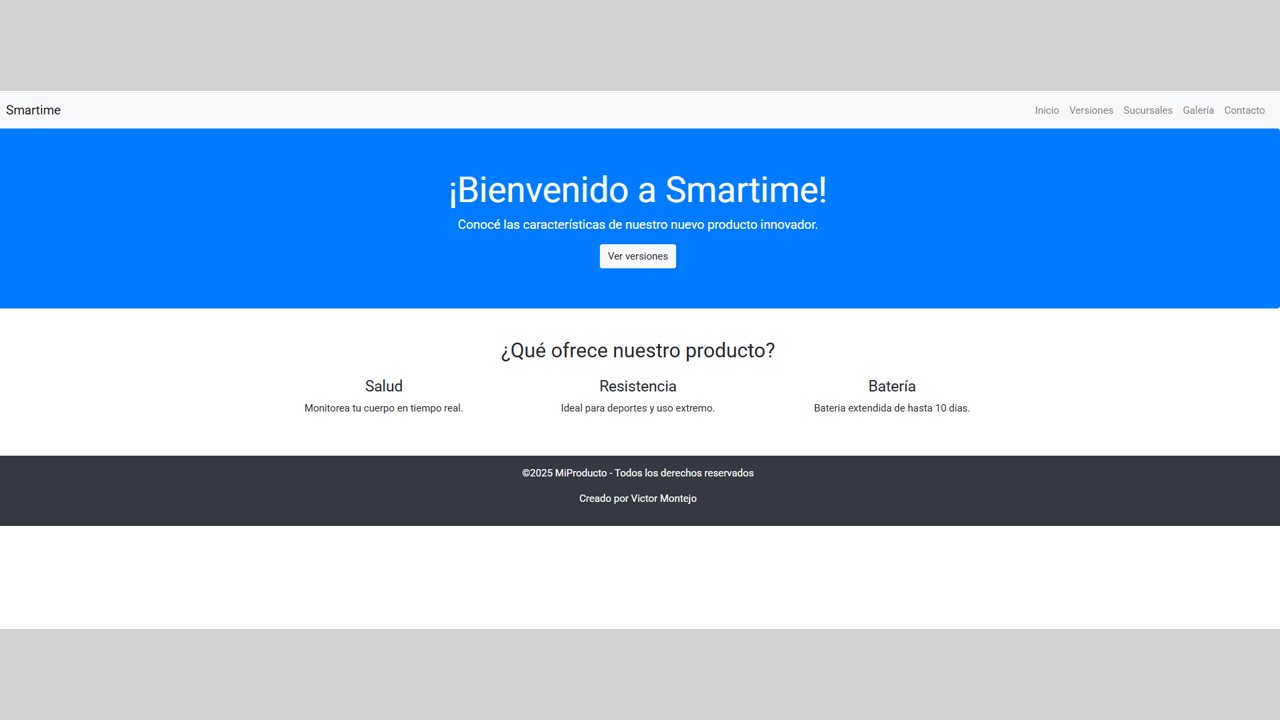 Smartime
Inicio Versiones Sucursales Galería Contacto
¡Bienvenido a Smartime!
Conocé las características de nuestro nuevo producto innovador.
Ver versiones
¿Qué ofrece nuestro producto?
Salud
Monitorea tu cuerpo en tiempo real.
Resistencia
Ideal para deportes y uso extremo.
Batería
Bateria extendida de hasta 10 días.
©2025 MiProducto - Todos los derechos reservados
Creado por Victor Montejo